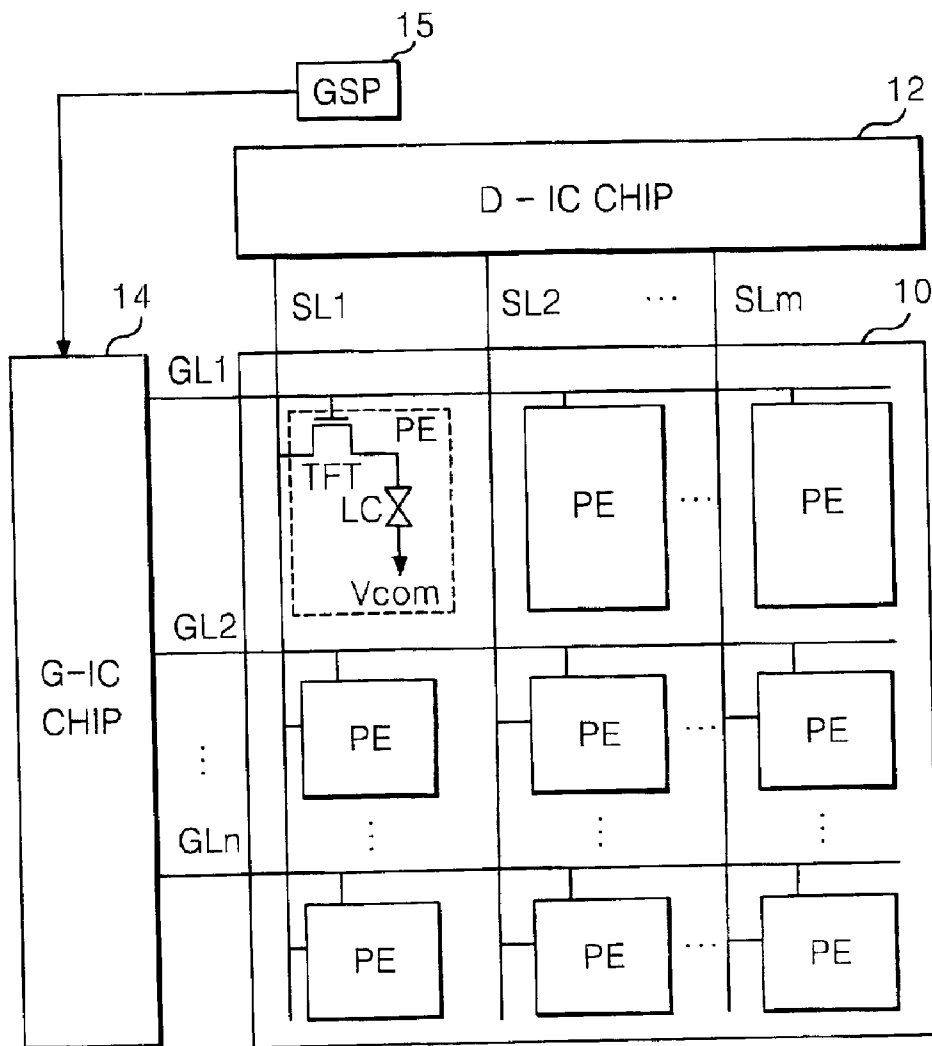 15
GSP
12
D – IC CHIP
SL1 SL2 ... SLm
14
10
GL1
PE
TFT
LC
Vcom
PE ... PE
GL2
G–IC
CHIP
PE PE ... PE
⋮
⋮ ⋮ ⋮
GLn
PE PE ... PE